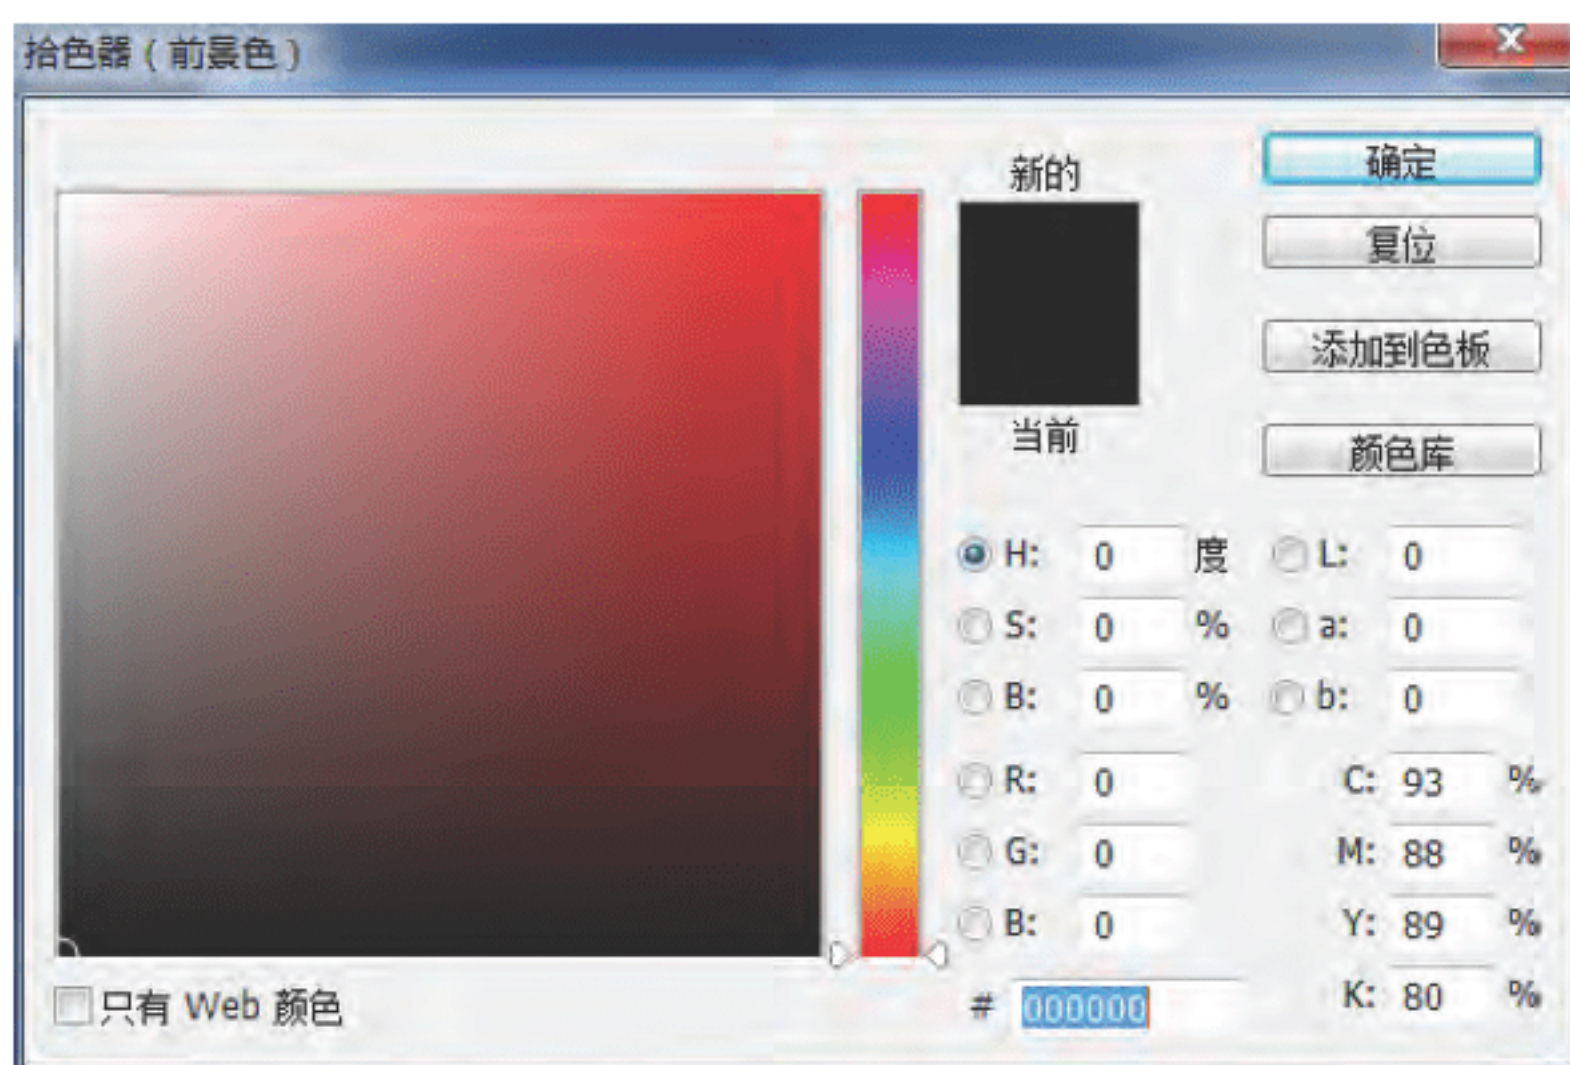 拾色器（前景色）
新的
当前
确定
复位
添加到色板
颜色库
H: 0 度
S: 0 %
B: 0 %
R: 0
G: 0
B: 0
# 000000
L: 0
a: 0
b: 0
C: 93 %
M: 88 %
Y: 89 %
K: 80 %
只有 Web 颜色